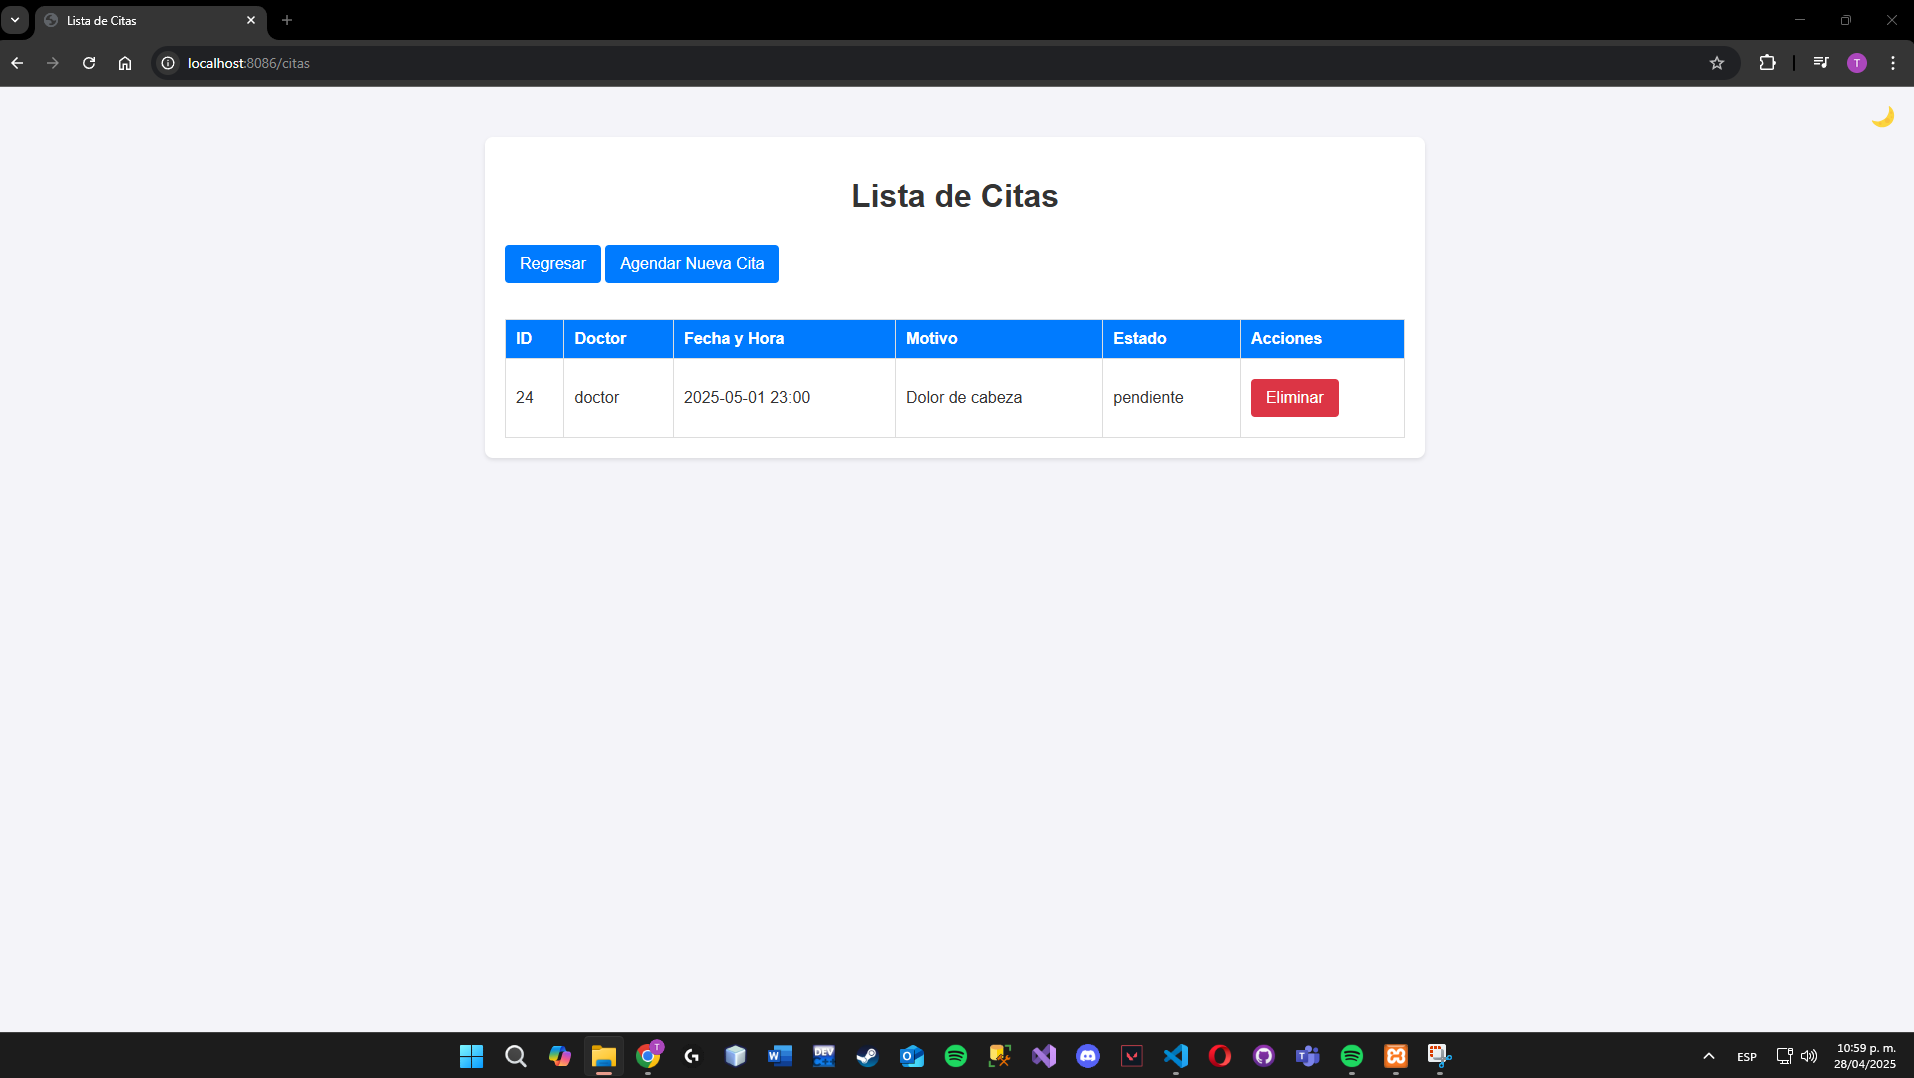 Lista de Citas
localhost:8086/citas
T
Lista de Citas
Regresar
Agendar Nueva Cita
ID Doctor Fecha y Hora Motivo Estado Acciones
24 doctor 2025-05-01 23:00 Dolor de cabeza pendiente Eliminar
T
W
DEV
O
T
ESP
10:59 p. m.
28/04/2025